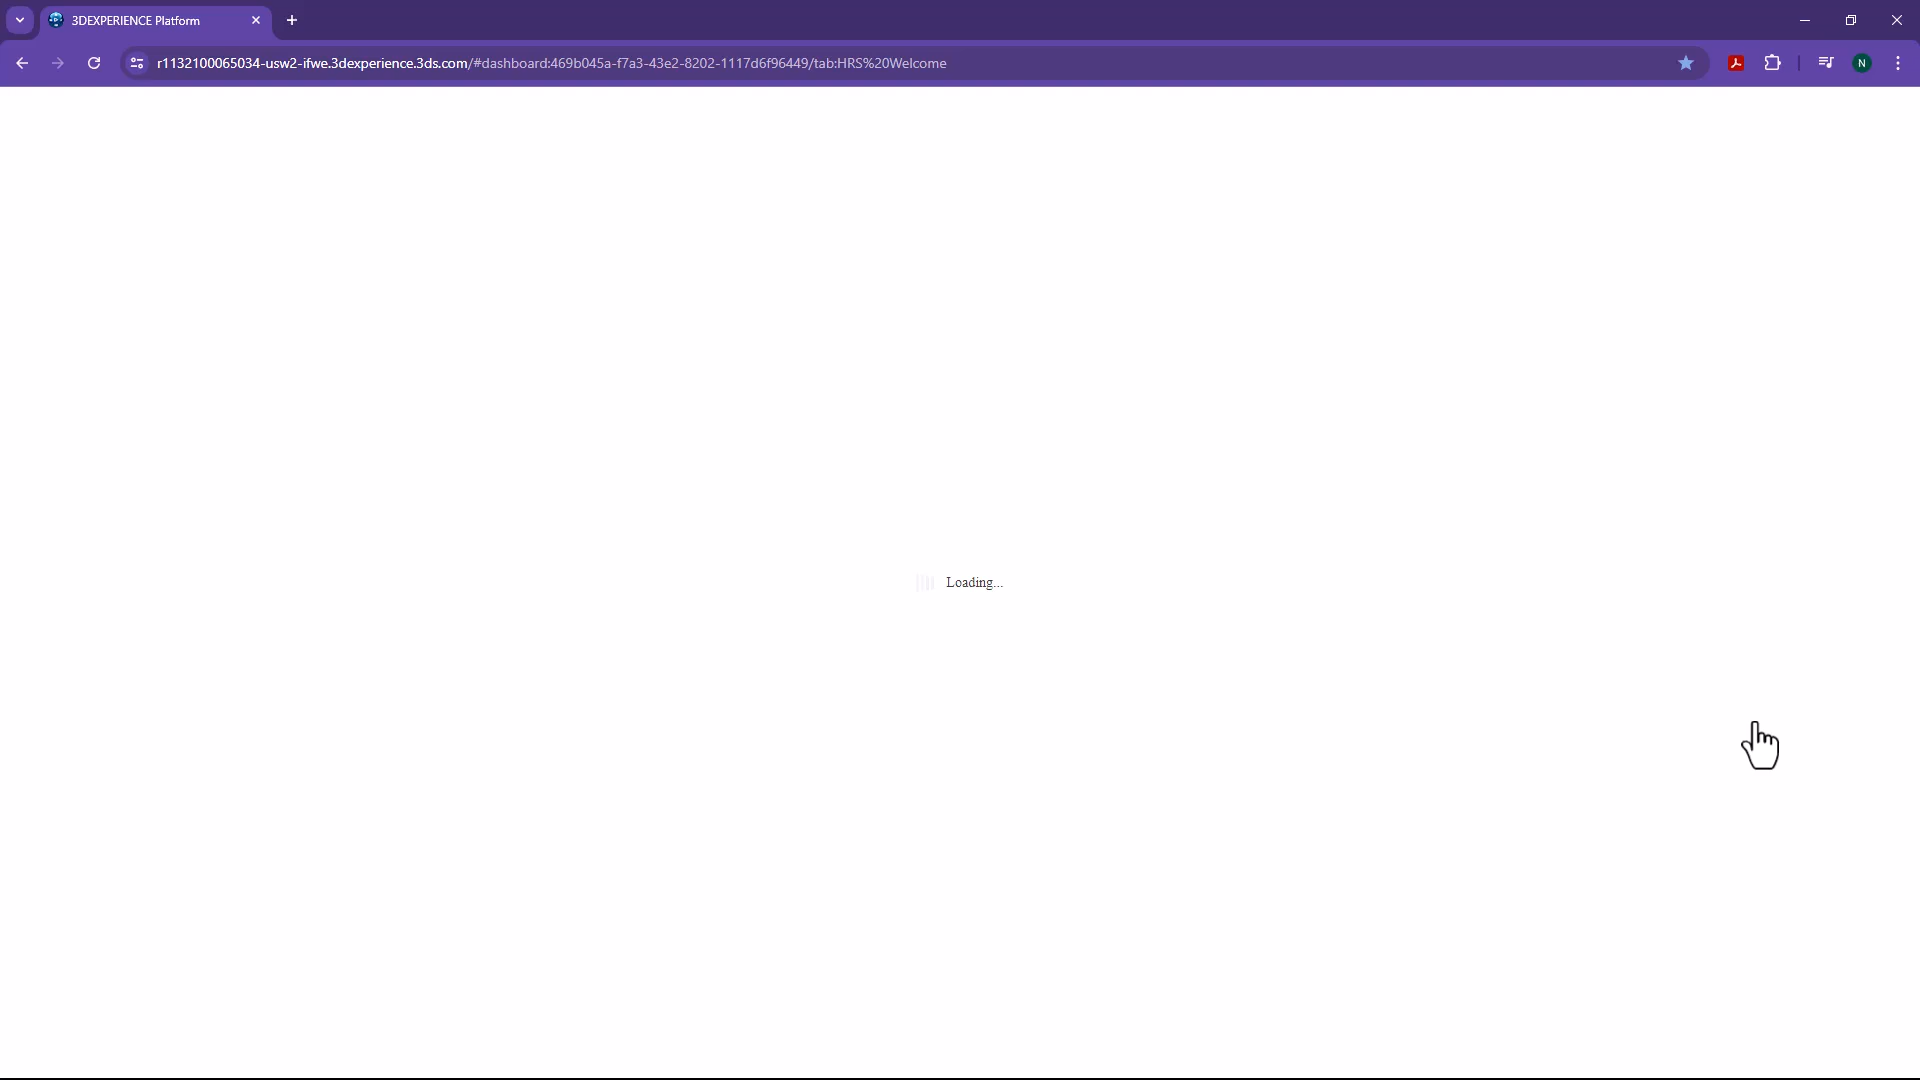 3DEXPERIENCE Platform
r1132100065034-usw2-ifwe.3dexperience.3ds.com/#dashboard:469b045a-f7a3-43e2-8202-1117d6f96449/tab:HRS%20Welcome
N
Loading...